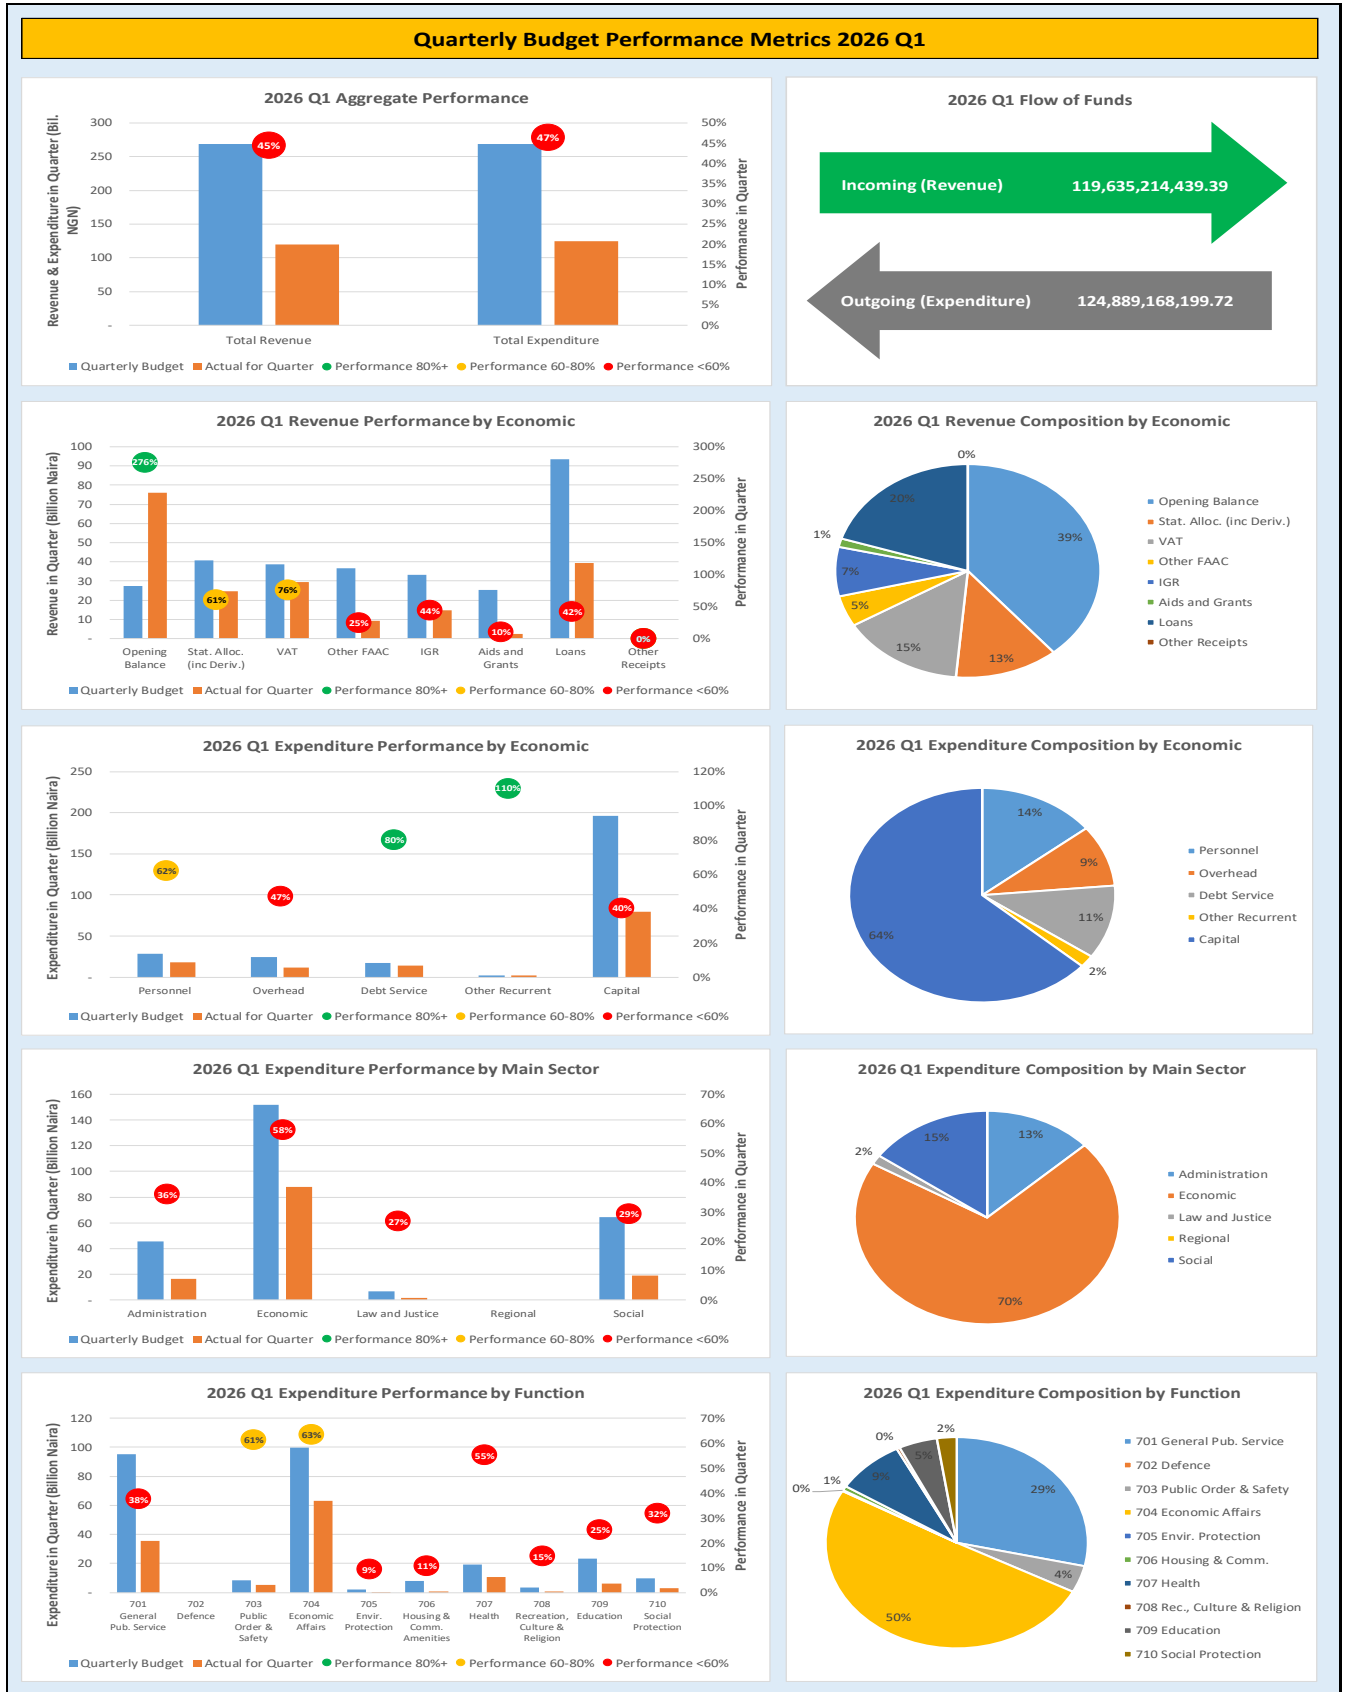 Quarterly Budget Performance Metrics 2026 Q1
2026 Q1 Aggregate Performance
Revenue & Expenditure in Quarter (Bil. NGN)
300
250
200
150
100
50
-
50%
45%
40%
35%
30%
25%
20%
15%
10%
5%
0%
Performance in Quarter
45%
47%
Total Revenue
Total Expenditure
Quarterly Budget Actual for Quarter Performance 80%+ Performance 60-80% Performance <60%
2026 Q1 Flow of Funds
Incoming (Revenue) 119,635,214,439.39
Outgoing (Expenditure) 124,889,168,199.72
2026 Q1 Revenue Performance by Economic
Revenue in Quarter (Billion Naira)
100
90
80
70
60
50
40
30
20
10
-
300%
250%
200%
150%
100%
50%
0%
Performance in Quarter
276%
61%
76%
25%
44%
10%
42%
0%
Opening Balance
Stat. Alloc. (inc Deriv.)
VAT
Other FAAC
IGR
Aids and Grants
Loans
Other Receipts
Quarterly Budget Actual for Quarter Performance 80%+ Performance 60-80% Performance <60%
2026 Q1 Revenue Composition by Economic
0%
39%
13%
15%
5%
7%
1%
20%
Opening Balance
Stat. Alloc. (inc Deriv.)
VAT
Other FAAC
IGR
Aids and Grants
Loans
Other Receipts
2026 Q1 Expenditure Performance by Economic
Expenditure in Quarter (Billion Naira)
250
200
150
100
50
-
120%
100%
80%
60%
40%
20%
0%
Performance in Quarter
62%
47%
80%
110%
40%
Personnel
Overhead
Debt Service
Other Recurrent
Capital
Quarterly Budget Actual for Quarter Performance 80%+ Performance 60-80% Performance <60%
2026 Q1 Expenditure Composition by Economic
14%
9%
11%
2%
64%
Personnel
Overhead
Debt Service
Other Recurrent
Capital
2026 Q1 Expenditure Performance by Main Sector
Expenditure in Quarter (Billion Naira)
160
140
120
100
80
60
40
20
-
70%
60%
50%
40%
30%
20%
10%
0%
Performance in Quarter
36%
58%
27%
29%
Administration
Economic
Law and Justice
Regional
Social
Quarterly Budget Actual for Quarter Performance 80%+ Performance 60-80% Performance <60%
2026 Q1 Expenditure Composition by Main Sector
13%
70%
2%
15%
Administration
Economic
Law and Justice
Regional
Social
2026 Q1 Expenditure Performance by Function
Expenditure in Quarter (Billion Naira)
120
100
80
60
40
20
-
70%
60%
50%
40%
30%
20%
10%
0%
Performance in Quarter
38%
61%
63%
9%
11%
55%
15%
25%
32%
701 General Pub. Service
702 Defence
703 Public Order & Safety
704 Economic Affairs
705 Envir. Protection
706 Housing & Comm. Amenities
707 Health
708 Recreation, Culture & Religion
709 Education
710 Social Protection
Quarterly Budget Actual for Quarter Performance 80%+ Performance 60-80% Performance <60%
2026 Q1 Expenditure Composition by Function
29%
4%
50%
0%
1%
9%
0%
5%
2%
701 General Pub. Service
702 Defence
703 Public Order & Safety
704 Economic Affairs
705 Envir. Protection
706 Housing & Comm.
707 Health
708 Rec., Culture & Religion
709 Education
710 Social Protection